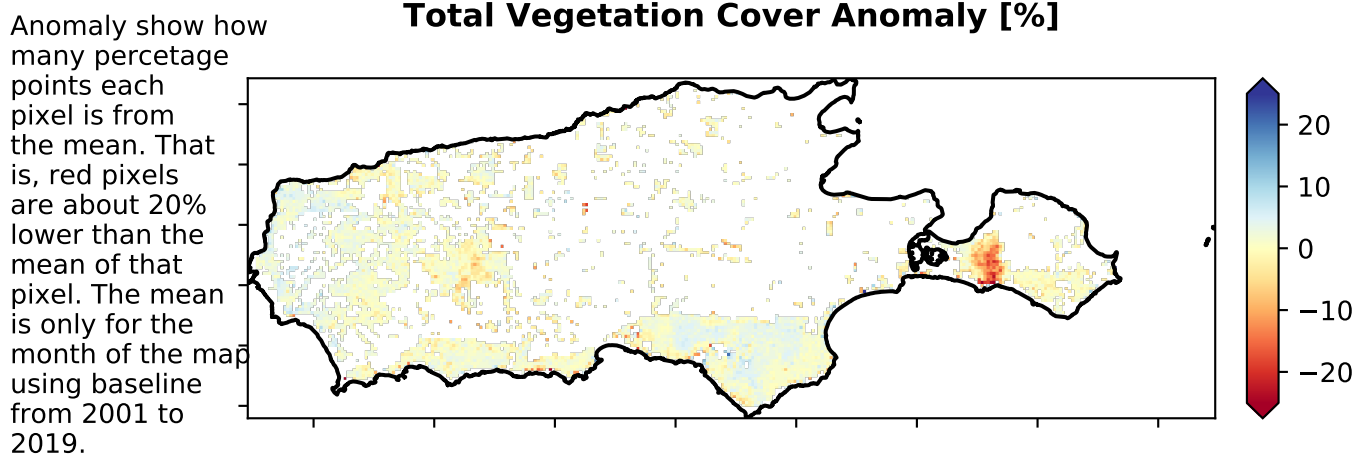 Total Vegetation Cover Anomaly [%]
Anomaly show how
many percetage
points each
pixel is from
the mean. That
is, red pixels
are about 20%
lower than the
mean of that
pixel. The mean
is only for the
month of the map
using baseline
from 2001 to
2019.
20
10
0
−10
−20